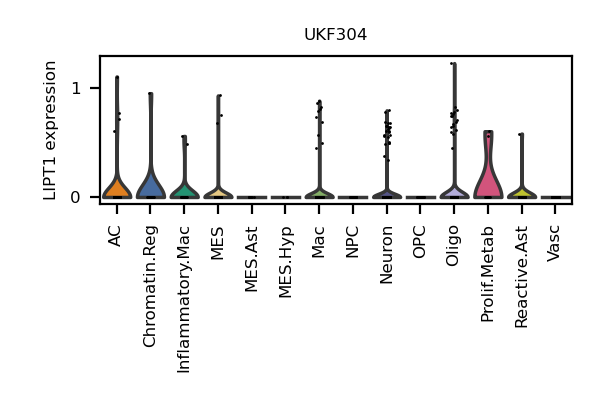 UKF304
LIPT1 expression
1
0
AC
Chromatin.Reg
Inflammatory.Mac
MES
MES.Ast
MES.Hyp
Mac
NPC
Neuron
OPC
Oligo
Prolif.Metab
Reactive.Ast
Vasc